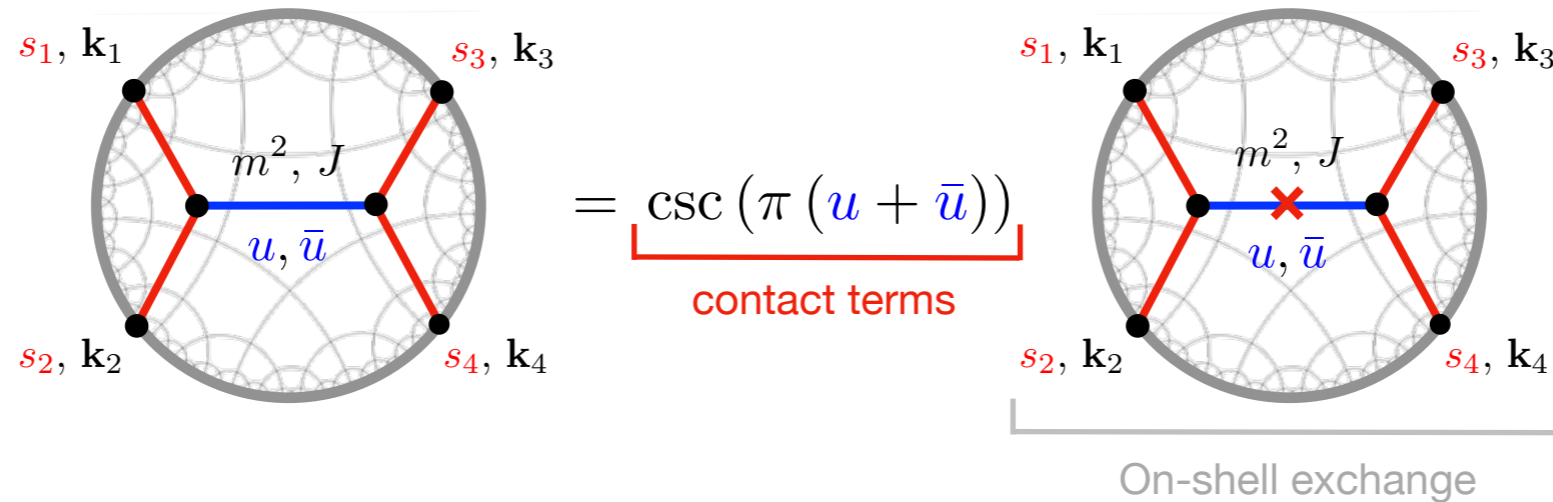 s₁, k₁ s₃, k₃ s₁, k₁ s₃, k₃
m², J m², J
= csc (π (u + ū))
u, ū u, ū
contact terms
s₂, k₂ s₄, k₄ s₂, k₂ s₄, k₄
On-shell exchange